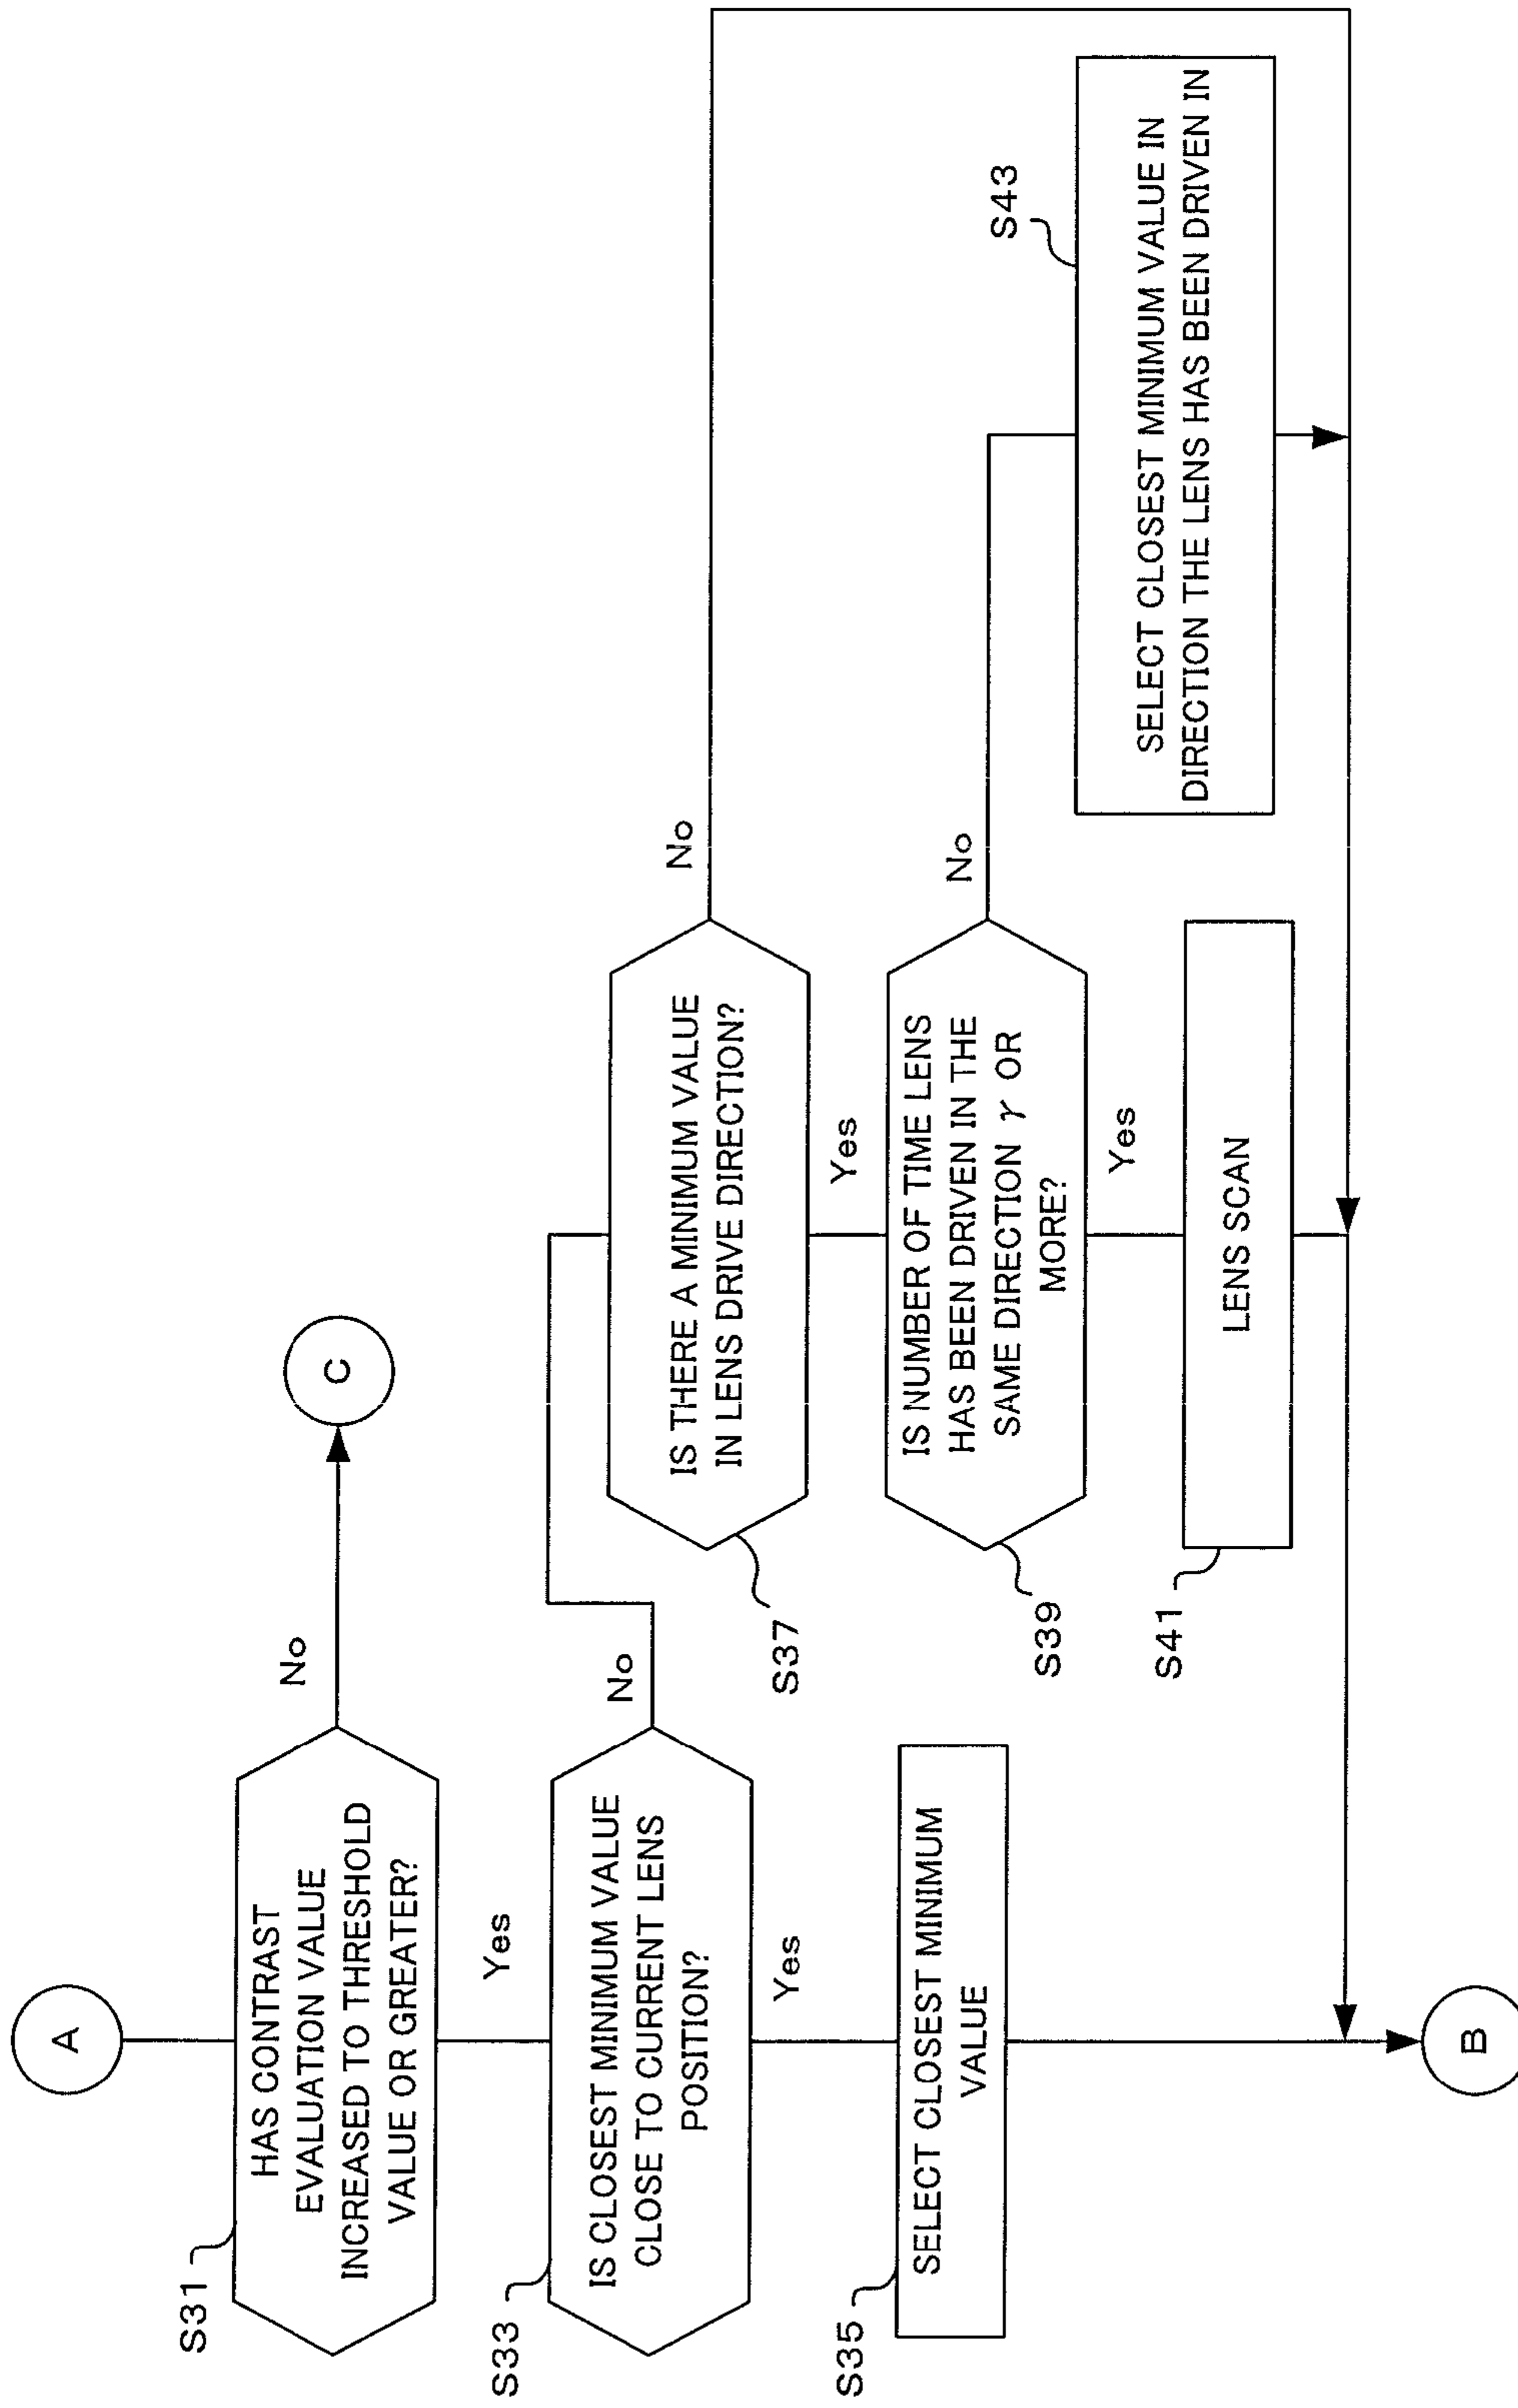 A
S31
HAS CONTRAST
EVALUATION VALUE
INCREASED TO THRESHOLD
VALUE OR GREATER?
No
C
Yes
S33
IS CLOSEST MINIMUM VALUE
CLOSE TO CURRENT LENS
POSITION?
No
Yes
S35
SELECT CLOSEST MINIMUM
VALUE
S37
IS THERE A MINIMUM VALUE
IN LENS DRIVE DIRECTION?
No
Yes
S39
IS NUMBER OF TIME LENS
HAS BEEN DRIVEN IN THE
SAME DIRECTION γ OR
MORE?
No
Yes
S41
LENS SCAN
S43
SELECT CLOSEST MINIMUM VALUE IN
DIRECTION THE LENS HAS BEEN DRIVEN IN
B